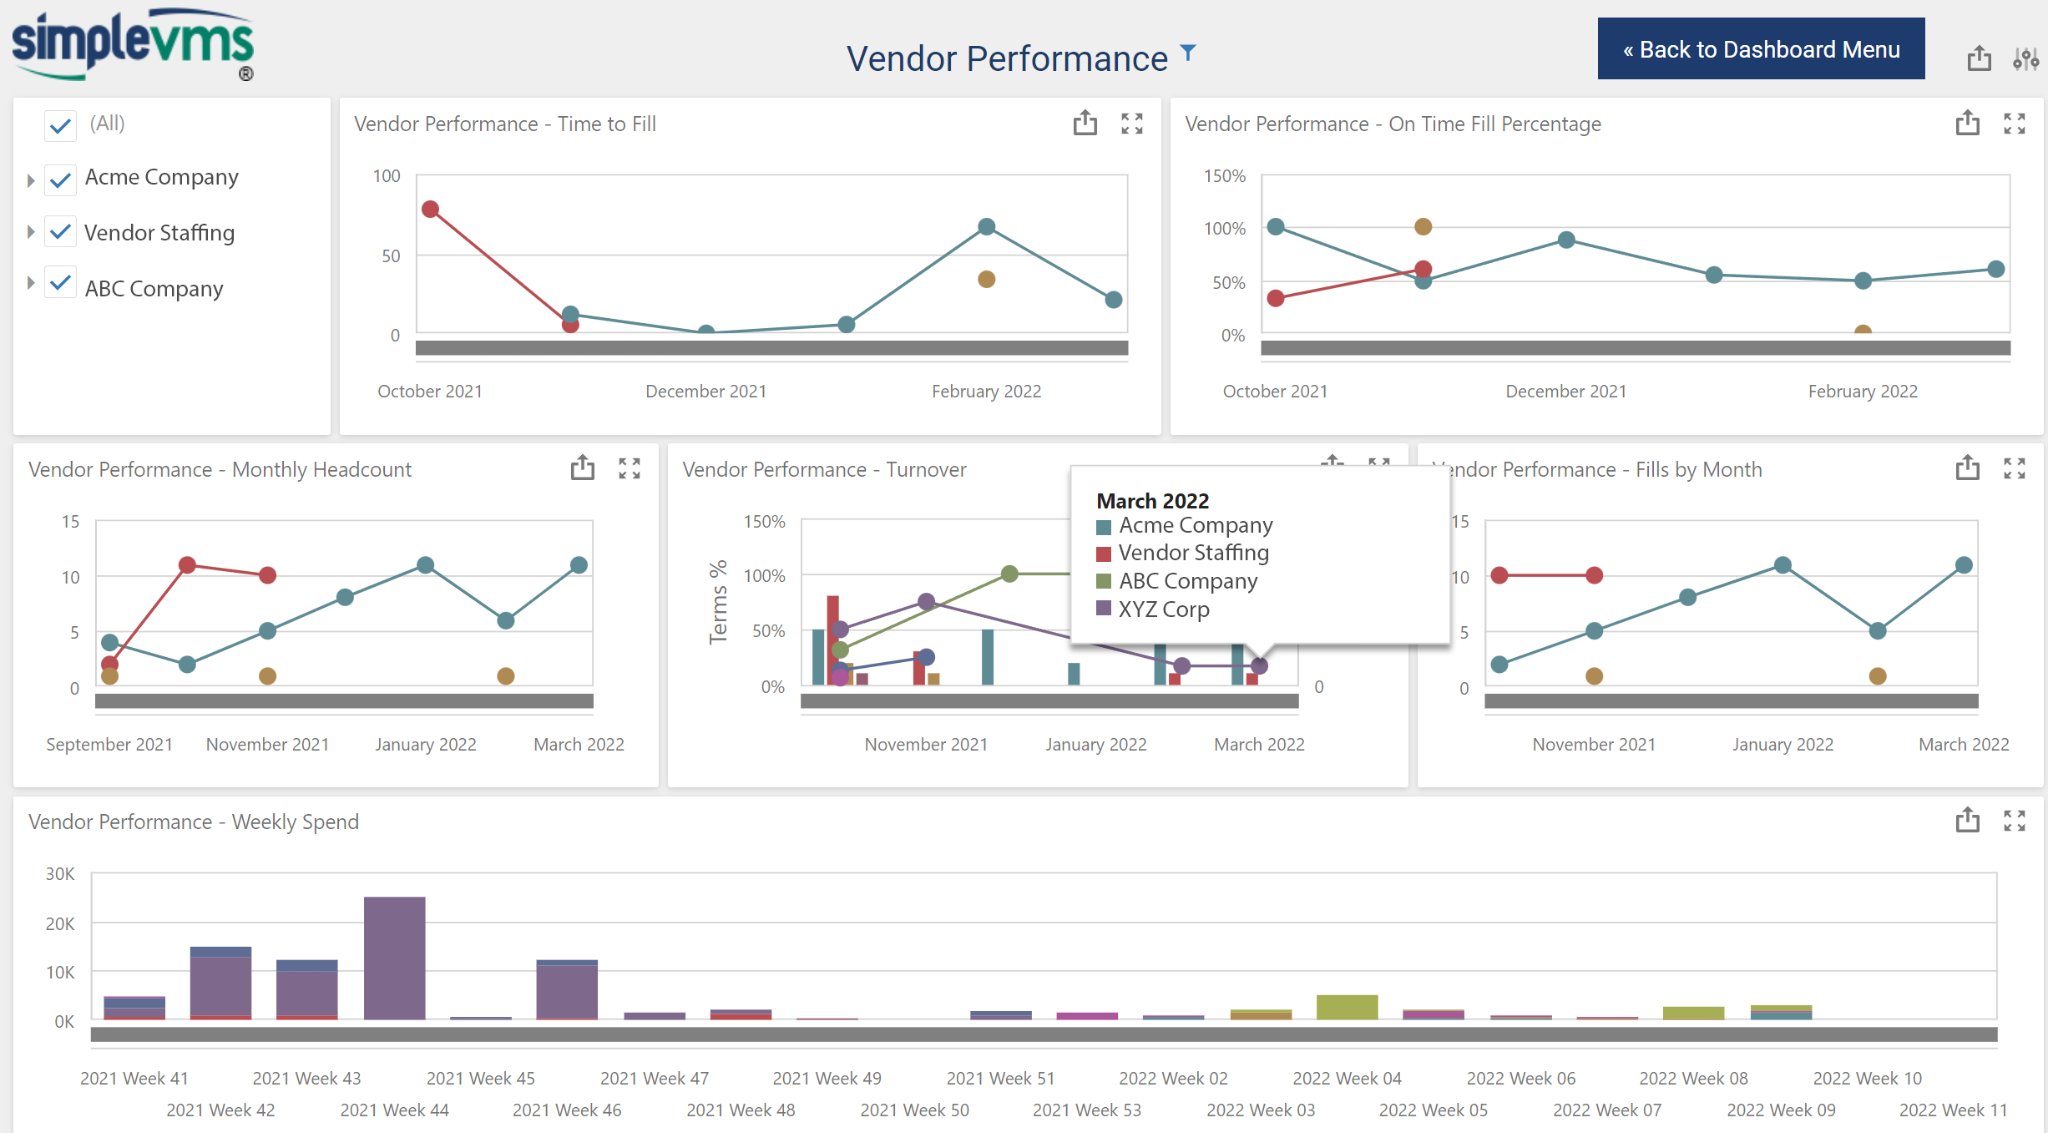 simplevms®
Vendor Performance
« Back to Dashboard Menu
(All)
Acme Company
Vendor Staffing
ABC Company
Vendor Performance - Time to Fill
100
50
0
October 2021 December 2021 February 2022
Vendor Performance - On Time Fill Percentage
150%
100%
50%
0%
October 2021 December 2021 February 2022
Vendor Performance - Monthly Headcount
15
10
5
0
September 2021 November 2021 January 2022 March 2022
Vendor Performance - Turnover
Terms %
150%
100%
50%
0%
0
November 2021 January 2022 March 2022
March 2022
Acme Company
Vendor Staffing
ABC Company
XYZ Corp
Vendor Performance - Fills by Month
15
10
5
0
November 2021 January 2022 March 2022
Vendor Performance - Weekly Spend
30K
20K
10K
0K
2021 Week 41 2021 Week 43 2021 Week 45 2021 Week 47 2021 Week 49 2021 Week 51 2022 Week 02 2022 Week 04 2022 Week 06 2022 Week 08 2022 Week 10
2021 Week 42 2021 Week 44 2021 Week 46 2021 Week 48 2021 Week 50 2021 Week 53 2022 Week 03 2022 Week 05 2022 Week 07 2022 Week 09 2022 Week 11